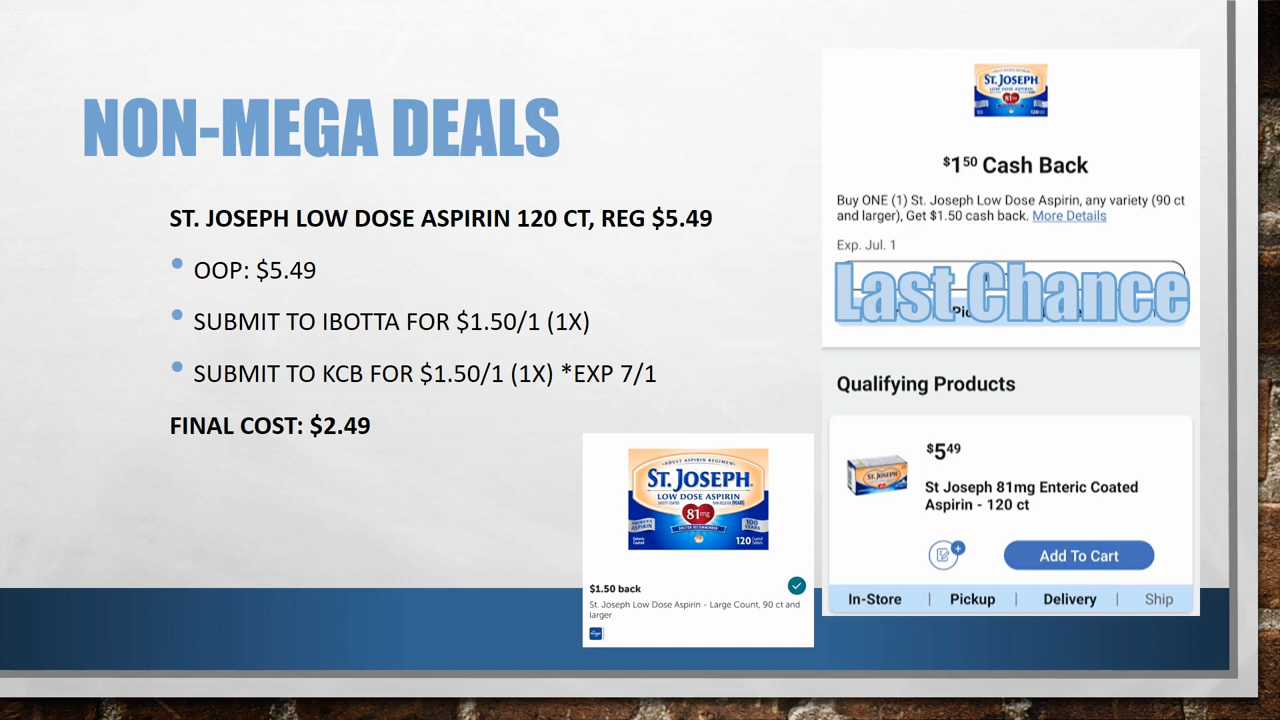 NON-MEGA DEALS
ST. JOSEPH LOW DOSE ASPIRIN 120 CT, REG $5.49
OOP: $5.49
SUBMIT TO IBOTTA FOR $1.50/1 (1X)
SUBMIT TO KCB FOR $1.50/1 (1X) *EXP 7/1
FINAL COST: $2.49
ST. JOSEPH
LOW DOSE ASPIRIN
81mg
$1.50 Cash Back
Buy ONE (1) St. Joseph Low Dose Aspirin, any variety (90 ct
and larger), Get $1.50 cash back. More Details
Exp. Jul. 1
Last Chance
Qualifying Products
$5.49
St Joseph 81mg Enteric Coated
Aspirin - 120 ct
Add To Cart
In-Store | Pickup | Delivery | Ship
ADULT ASPIRIN REGIMEN
ST. JOSEPH
LOW DOSE ASPIRIN
81mg
120
$1.50 back
St. Joseph Low Dose Aspirin - Large Count, 90 ct and
larger